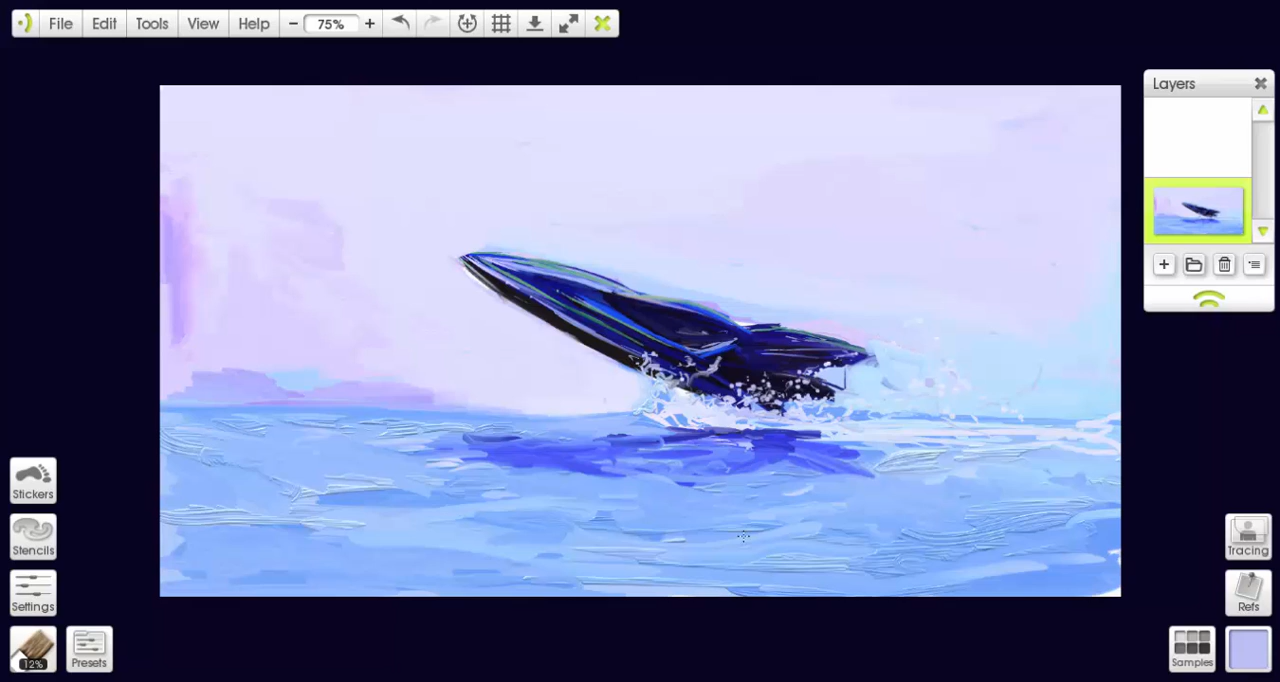 File Edit Tools View Help − 75% +
Layers
Stickers
Stencils
Settings
12%
Presets
Tracing
Refs
Samples